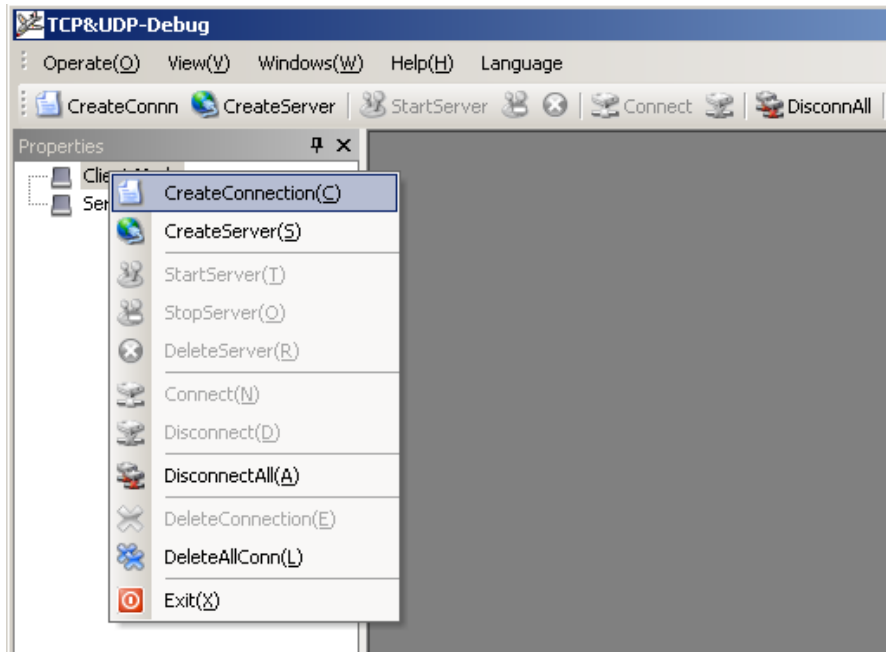 TCP&UDP-Debug
Operate(O) View(V) Windows(W) Help(H) Language
CreateConnn CreateServer StartServer Connect DisconnAll
Properties
CreateConnection(C)
CreateServer(S)
StartServer(T)
StopServer(O)
DeleteServer(R)
Connect(N)
Disconnect(D)
DisconnectAll(A)
DeleteConnection(E)
DeleteAllConn(L)
Exit(X)